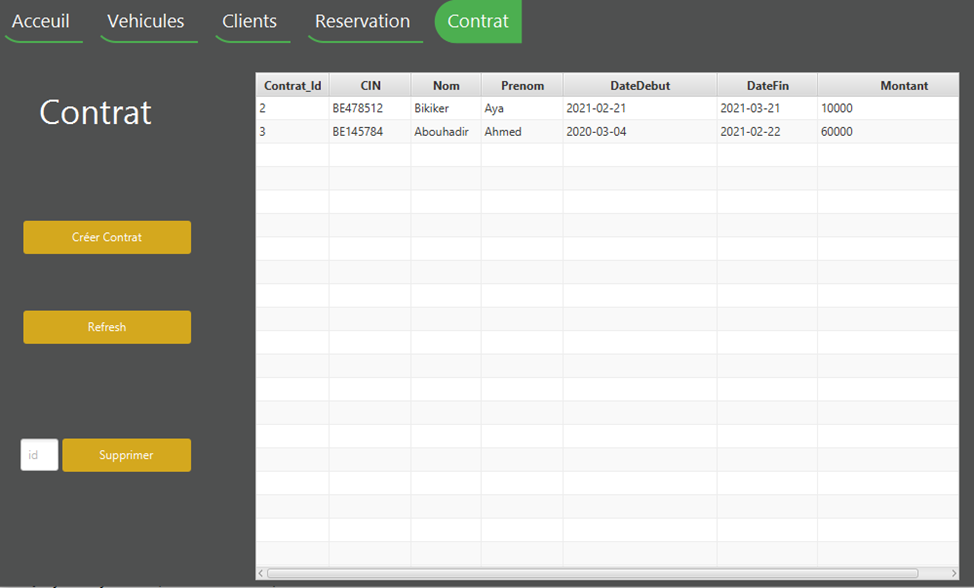 Acceuil Vehicules Clients Reservation Contrat
Contrat
Contrat_Id CIN Nom Prenom DateDebut DateFin Montant
2 BE478512 Bikiker Aya 2021-02-21 2021-03-21 10000
3 BE145784 Abouhadir Ahmed 2020-03-04 2021-02-22 60000
Créer Contrat
Refresh
id Supprimer